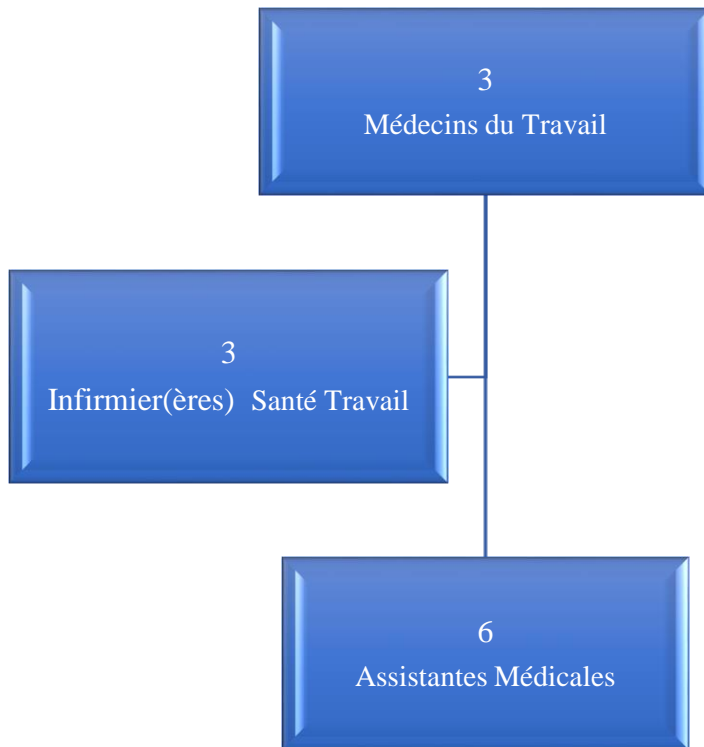 3
Médecins du Travail
3
Infirmier(ères) Santé Travail
6
Assistantes Médicales